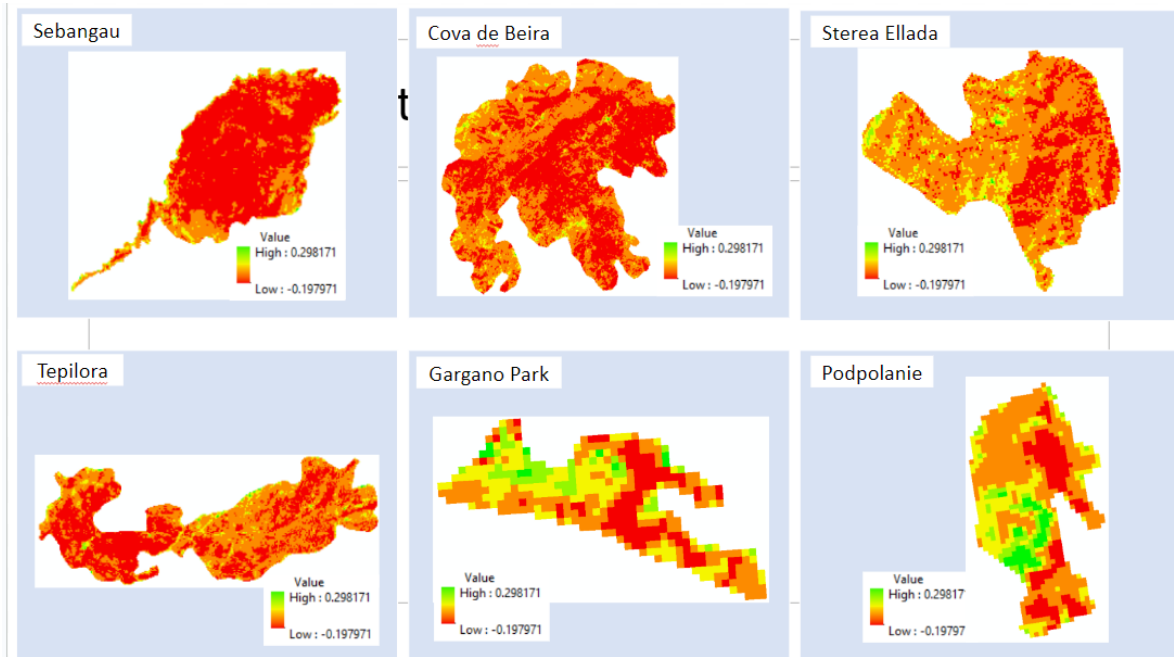 Sebangau
Cova de Beira
Sterea Ellada
t
Value
High : 0.298171
Low : -0.197971
Value
High : 0.298171
Low : -0.197971
Value
High : 0.298171
Low : -0.197971
Tepilora
Gargano Park
Podpolanie
Value
High : 0.298171
Low : -0.197971
Value
High : 0.298171
Low : -0.197971
Value
High : 0.29817
Low : -0.19797